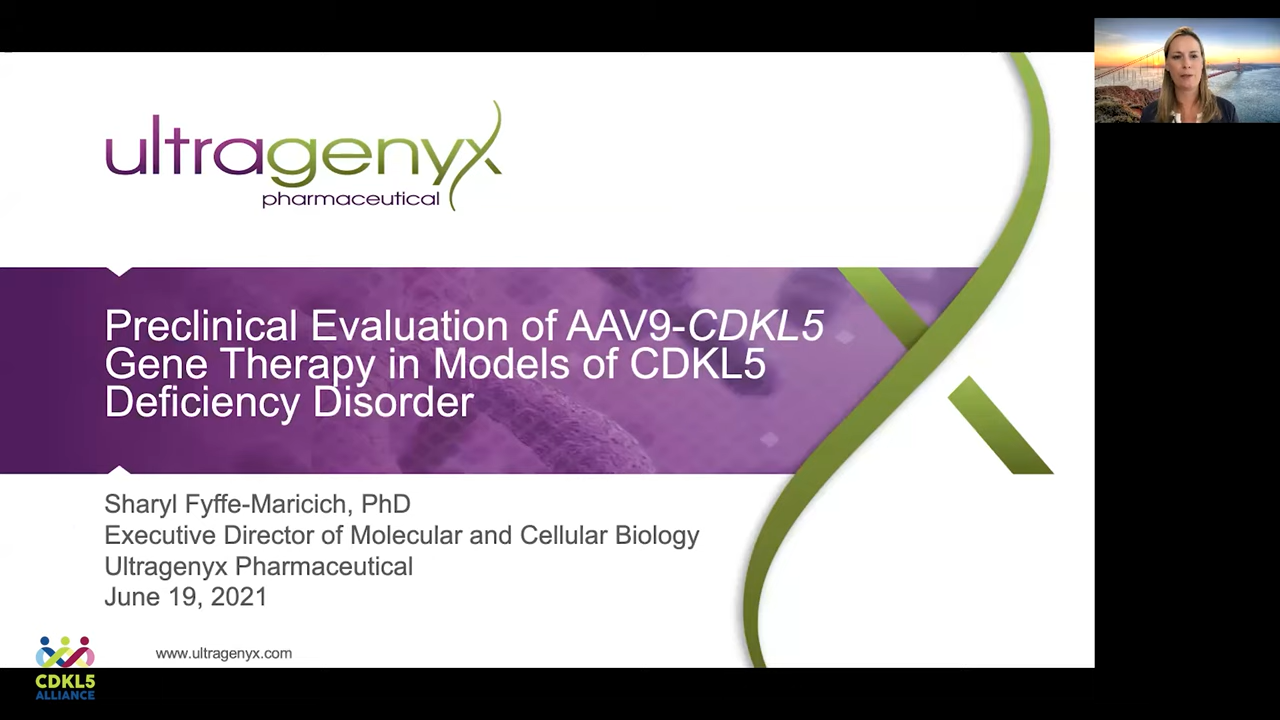 ultragenyx
pharmaceutical
Preclinical Evaluation of AAV9-CDKL5
Gene Therapy in Models of CDKL5
Deficiency Disorder
Sharyl Fyffe-Maricich, PhD
Executive Director of Molecular and Cellular Biology
Ultragenyx Pharmaceutical
June 19, 2021
www.ultragenyx.com
CDKL5
ALLIANCE